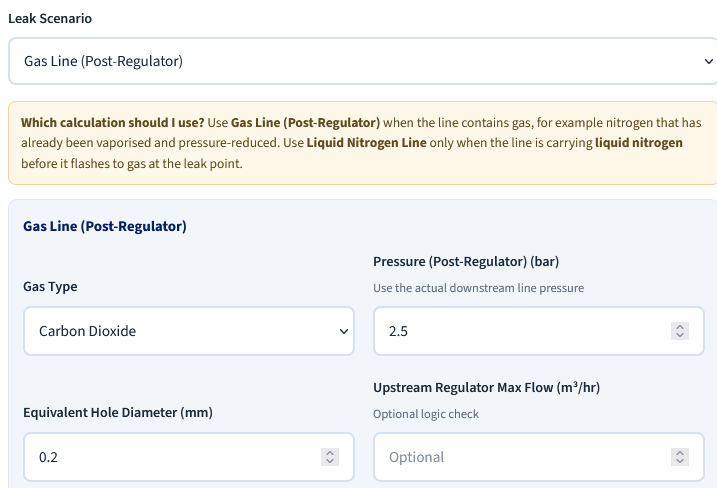 Leak Scenario
Gas Line (Post-Regulator)
Which calculation should I use? Use Gas Line (Post-Regulator) when the line contains gas, for example nitrogen that has
already been vaporised and pressure-reduced. Use Liquid Nitrogen Line only when the line is carrying liquid nitrogen
before it flashes to gas at the leak point.
Gas Line (Post-Regulator)
Gas Type
Carbon Dioxide
Pressure (Post-Regulator) (bar)
Use the actual downstream line pressure
2.5
Equivalent Hole Diameter (mm)
0.2
Upstream Regulator Max Flow (m³/hr)
Optional logic check
Optional